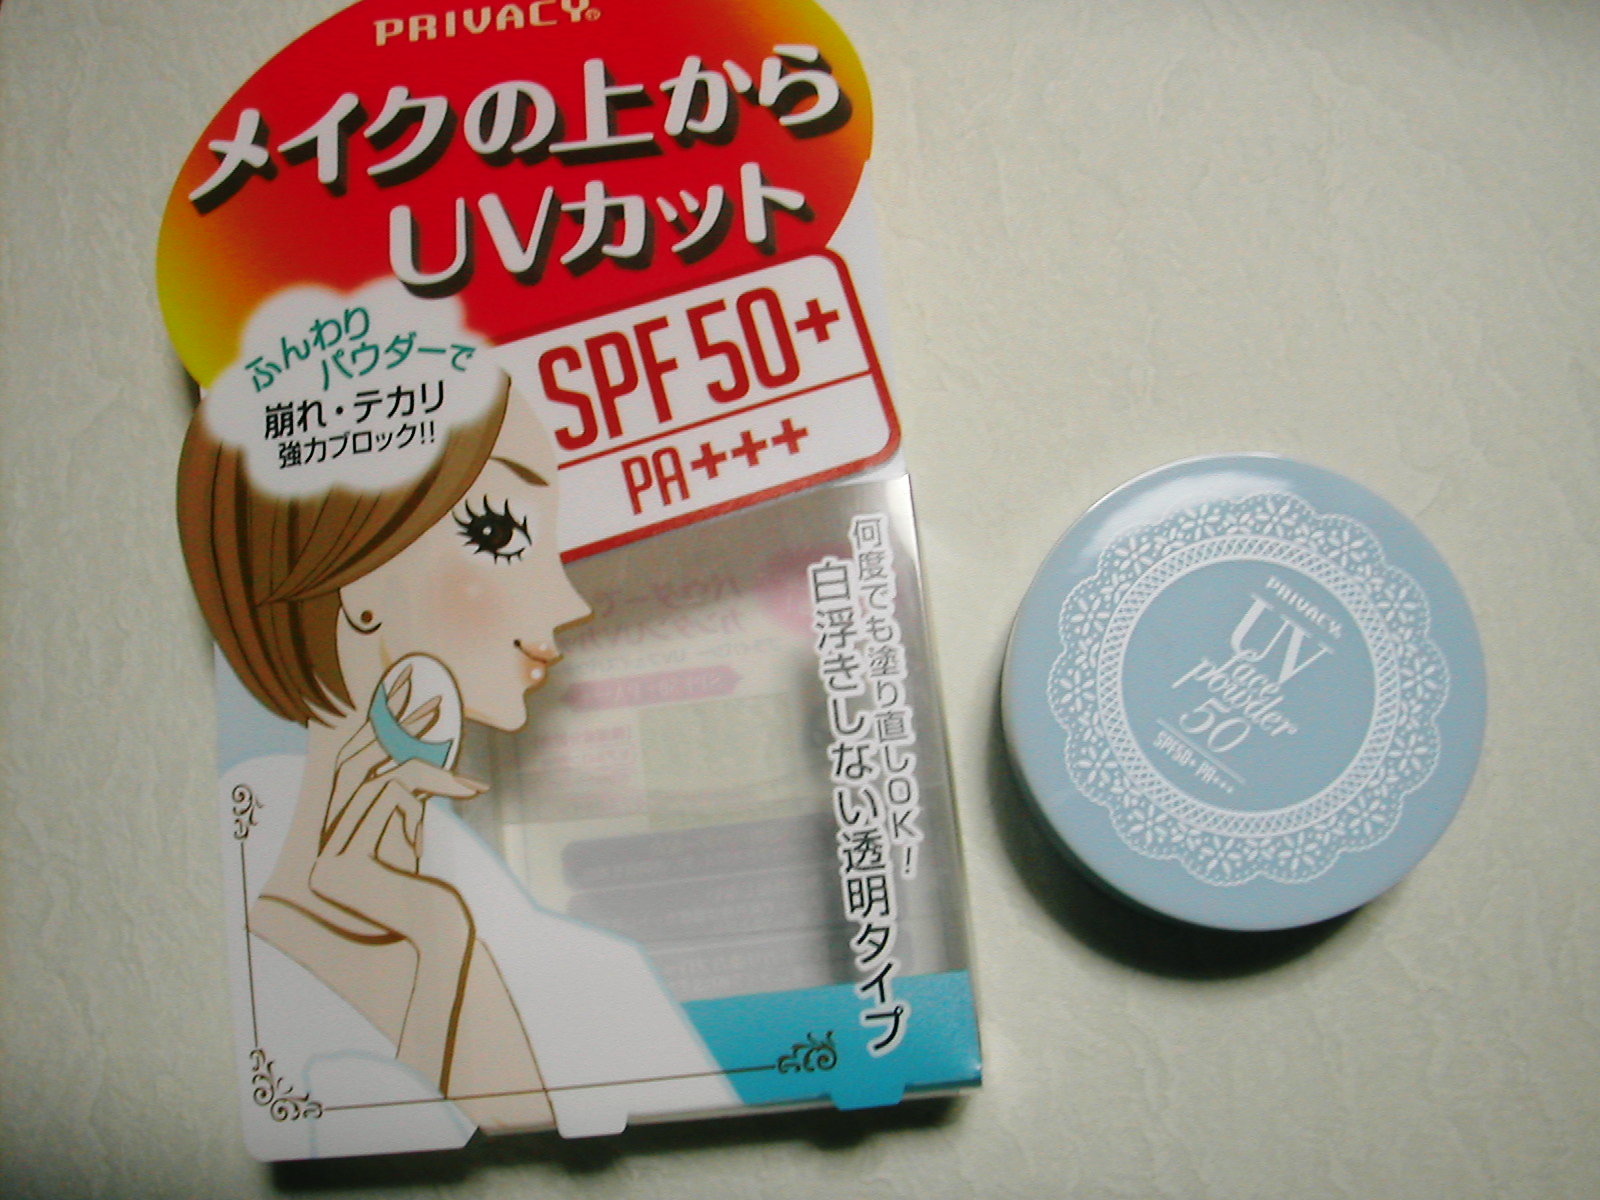 PRIVACY®
メイクの上から
UVカット
SPF50+
PA+++
ふんわり
パウダーで
崩れ・テカリ
強力ブロック!!
何度でも塗り直しOK!
白浮きしない透明タイプ
PRIVACY®
UV
face
powder
50
SPF50+ PA+++